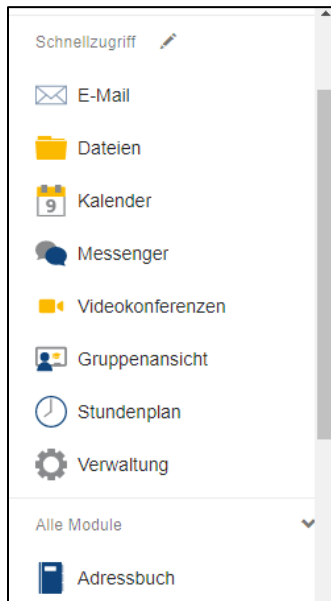 Schnellzugriff
E-Mail
Dateien
9
Kalender
Messenger
Videokonferenzen
Gruppenansicht
Stundenplan
Verwaltung
Alle Module
Adressbuch